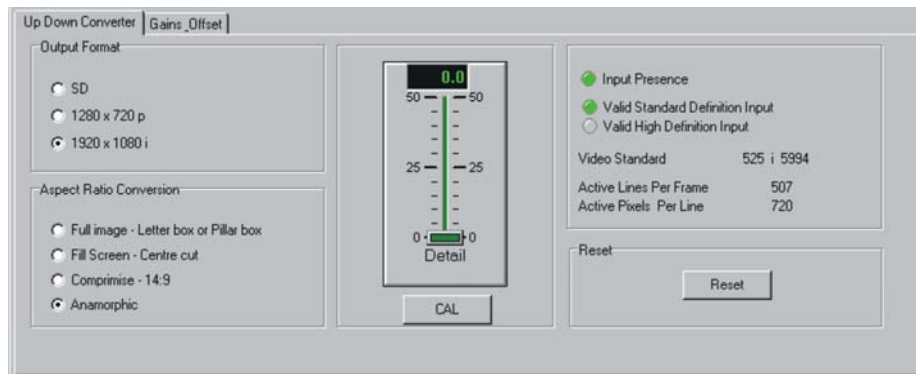 Up Down Converter
Gains_Offset
Output Format
SD
1280 x 720 p
1920 x 1080 i
Aspect Ratio Conversion
Full image - Letter box or Pillar box
Fill Screen - Centre cut
Comprimise - 14:9
Anamorphic
0.0
50 50
25 25
0 0
Detail
CAL
Input Presence
Valid Standard Definition Input
Valid High Definition Input
Video Standard 525 i 5994
Active Lines Per Frame 507
Active Pixels Per Line 720
Reset
Reset